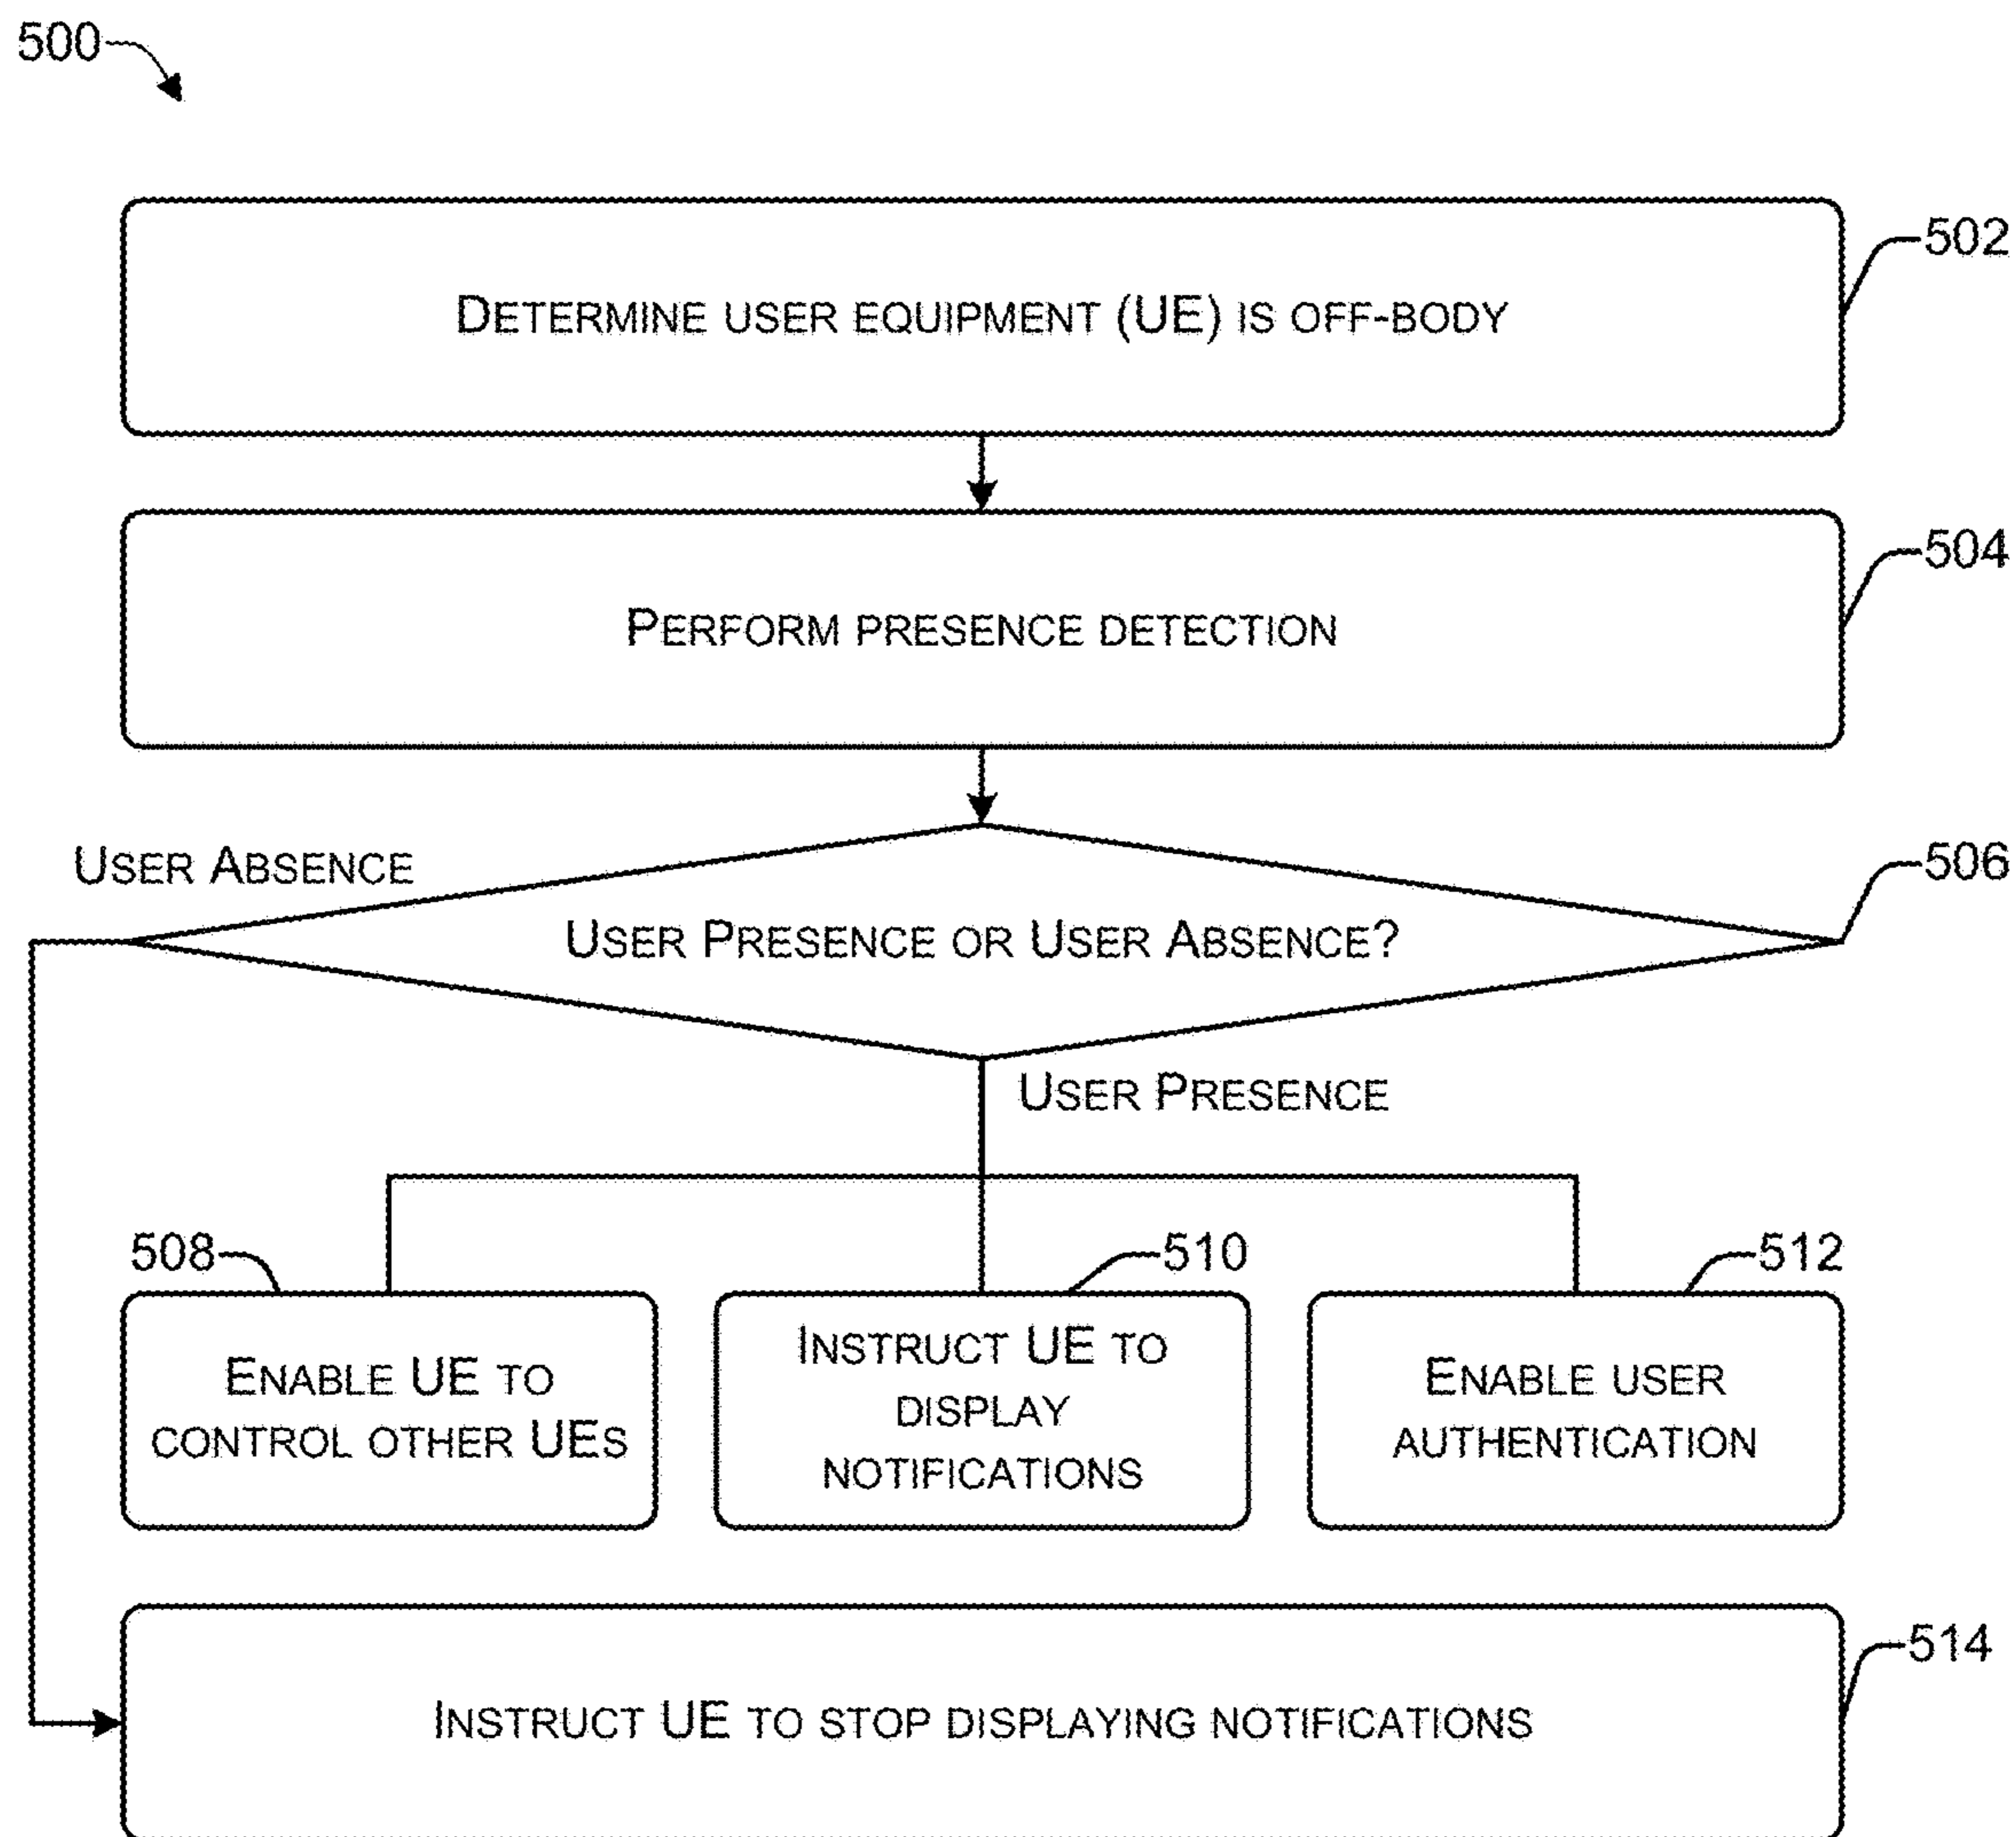 500
DETERMINE USER EQUIPMENT (UE) IS OFF-BODY
502
PERFORM PRESENCE DETECTION
504
USER ABSENCE
USER PRESENCE OR USER ABSENCE?
506
USER PRESENCE
508
ENABLE UE TO
CONTROL OTHER UES
510
INSTRUCT UE TO
DISPLAY
NOTIFICATIONS
512
ENABLE USER
AUTHENTICATION
INSTRUCT UE TO STOP DISPLAYING NOTIFICATIONS
514